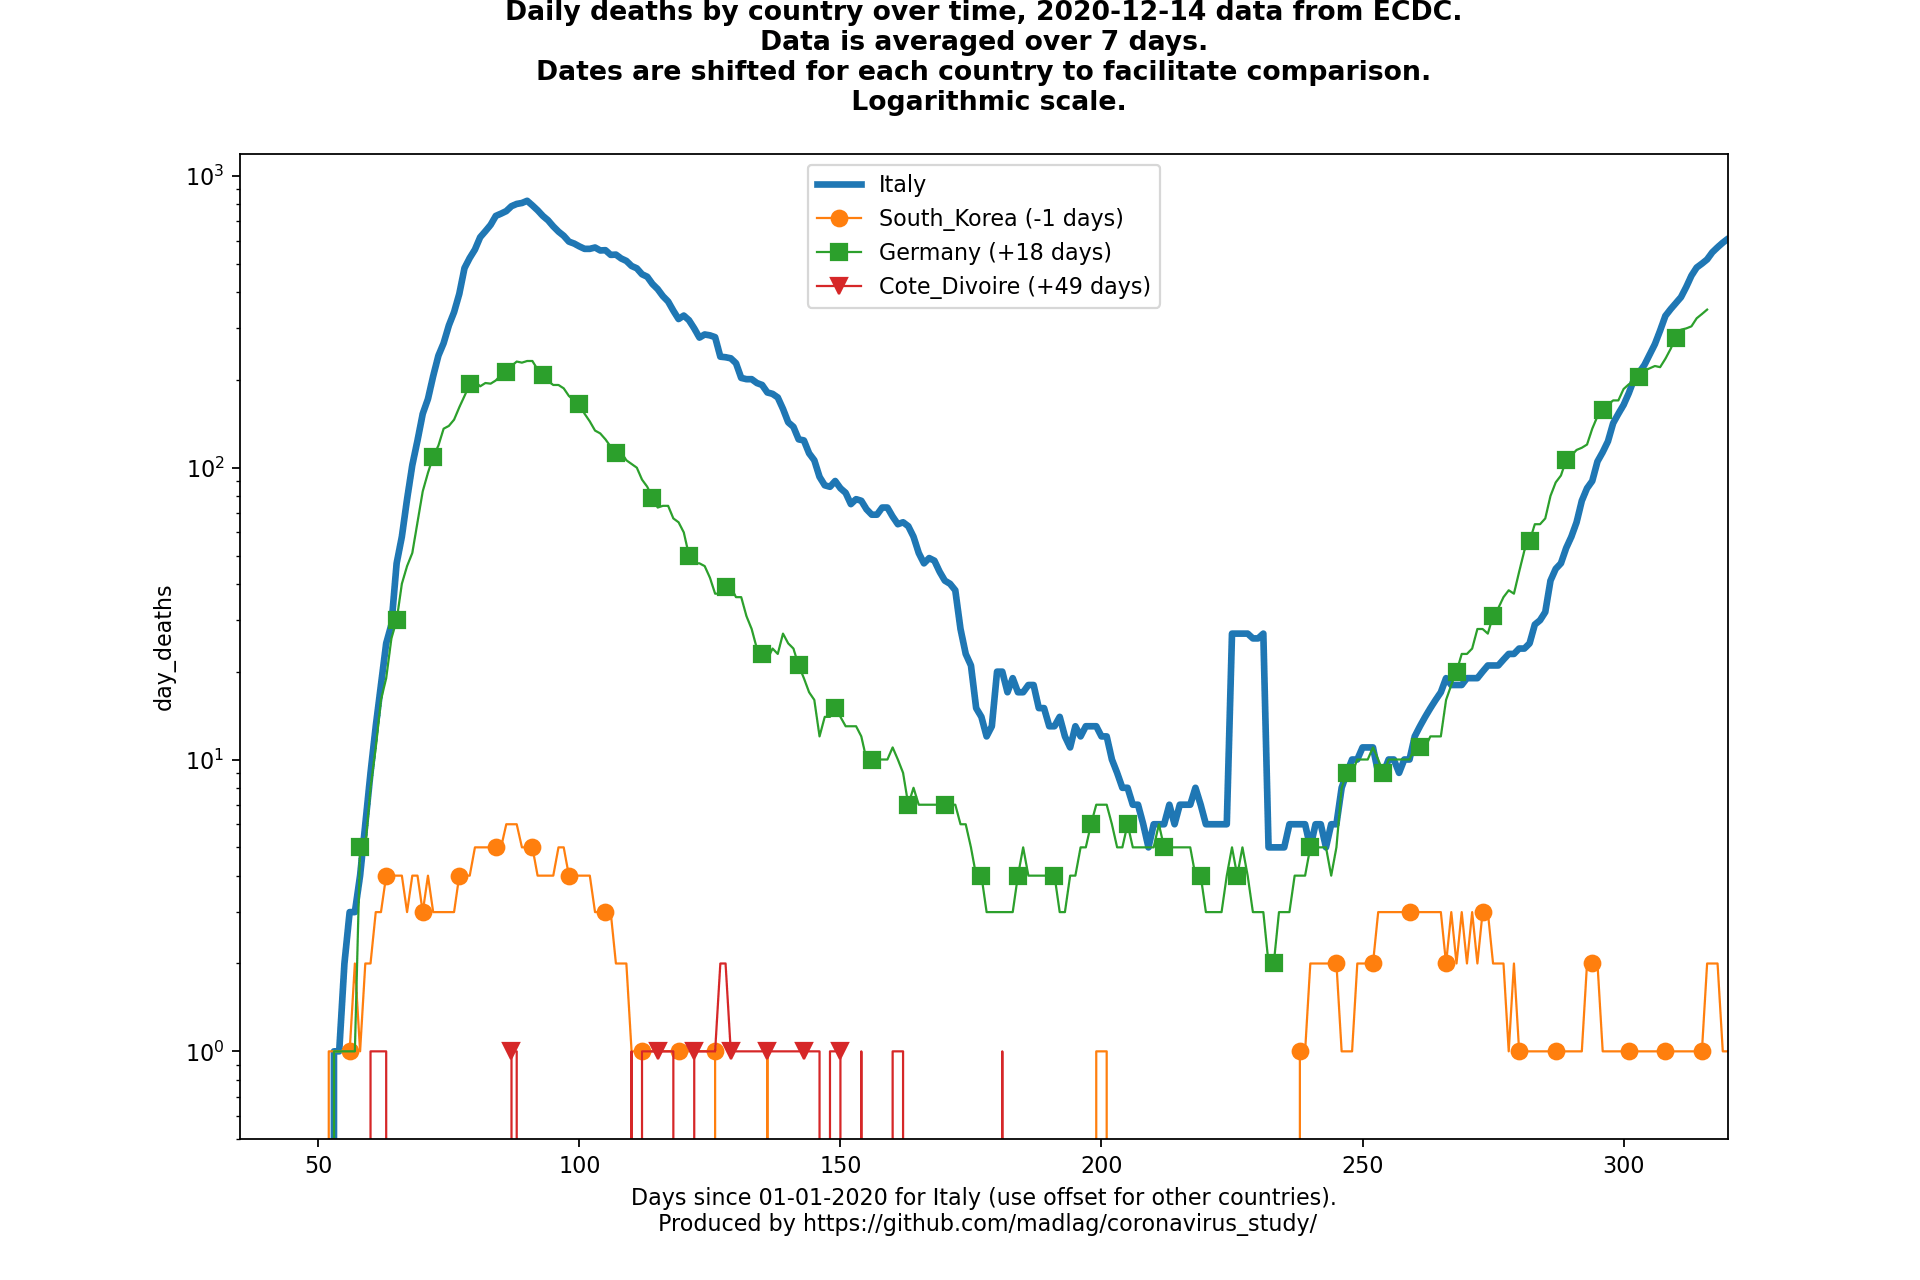 Daily deaths by country over time, 2020-12-14 data from ECDC.
Data is averaged over 7 days.
Dates are shifted for each country to facilitate comparison.
Logarithmic scale.
Italy
South_Korea (-1 days)
Germany (+18 days)
Cote_Divoire (+49 days)
10³
10²
10¹
10⁰
day_deaths
50 100 150 200 250 300
Days since 01-01-2020 for Italy (use offset for other countries).
Produced by https://github.com/madlag/coronavirus_study/